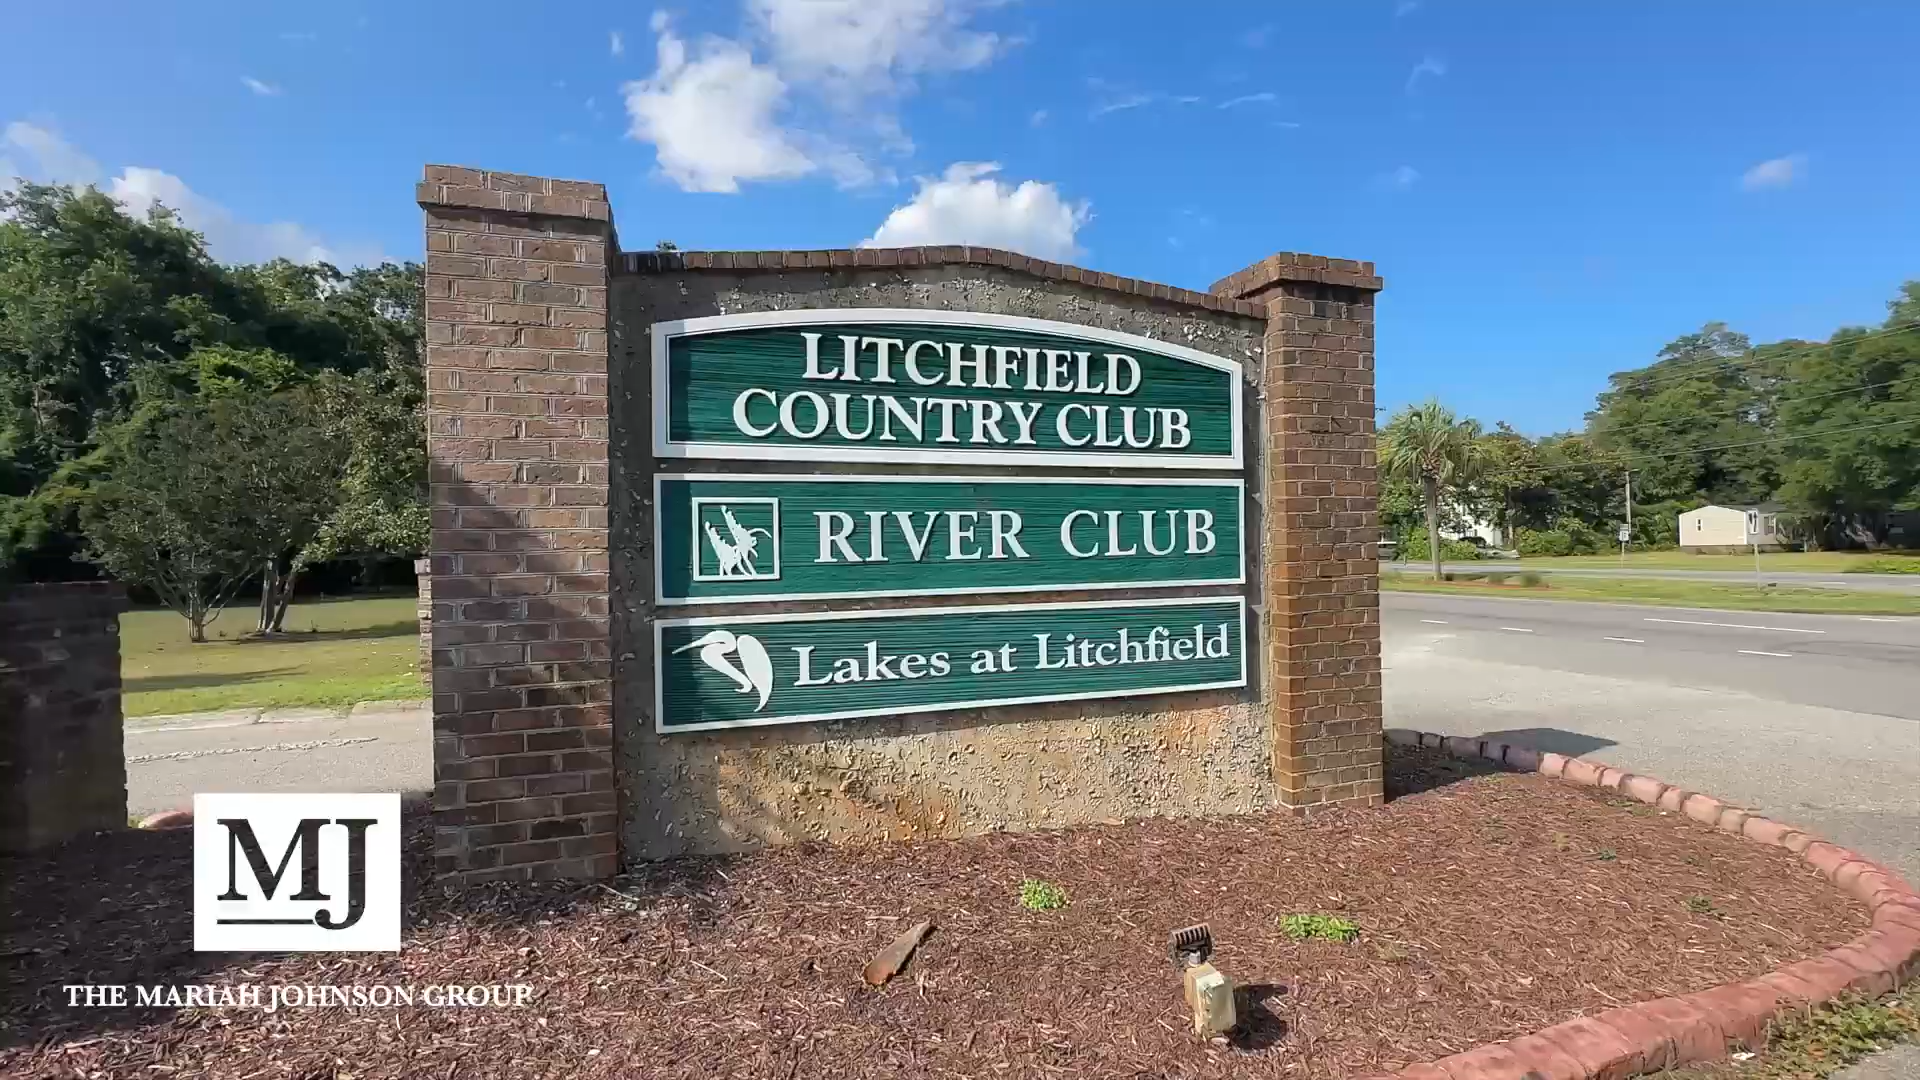 LITCHFIELD
COUNTRY CLUB
RIVER CLUB
Lakes at Litchfield
MJ
THE MARIAH JOHNSON GROUP